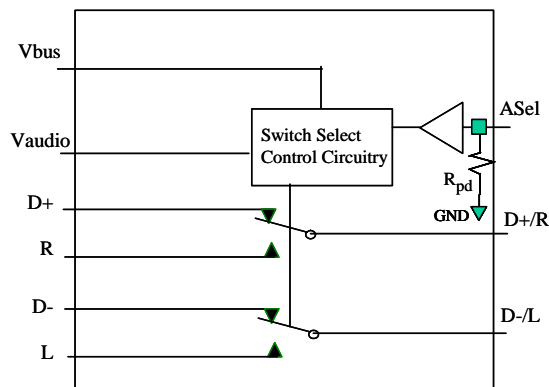 Vbus
ASel
Switch Select
Control Circuitry
Vaudio
Rpd
D+
GND
D+/R
R
D-
D-/L
L